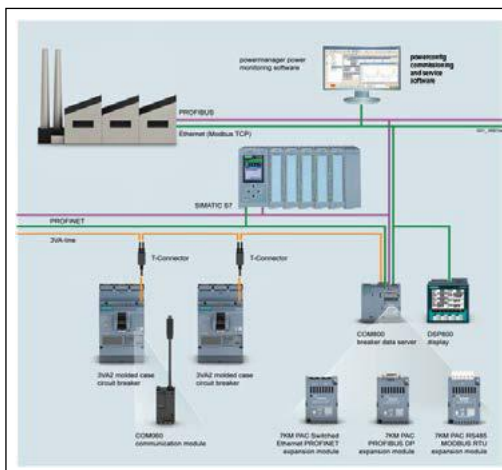 powermanager power
monitoring software
powerconfig
commissioning
and service
software
PROFIBUS
Ethernet (Modbus TCP)
SIMATIC S7
PROFINET
3VA-line
T-Connector
T-Connector
3VA2 molded case
circuit breaker
3VA2 molded case
circuit breaker
COM060
communication module
COM800
breaker data server
DSP800
display
7KM PAC Switched
Ethernet PROFINET
expansion module
7KM PAC
PROFIBUS DP
expansion module
7KM PAC RS485
MODBUS RTU
expansion module